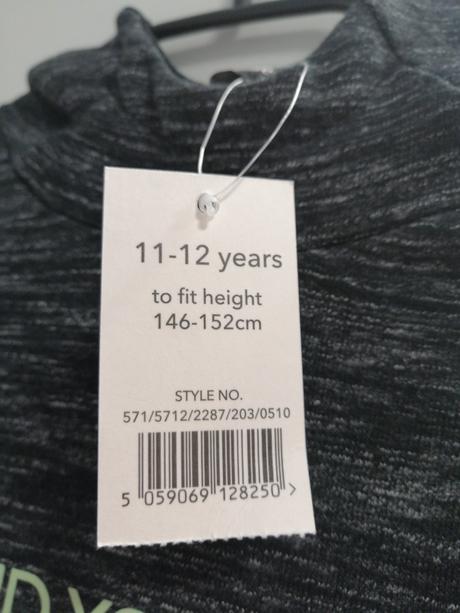 11-12 years
to fit height
146-152cm
STYLE NO.
571/5712/2287/203/0510
5 059069 128250 >